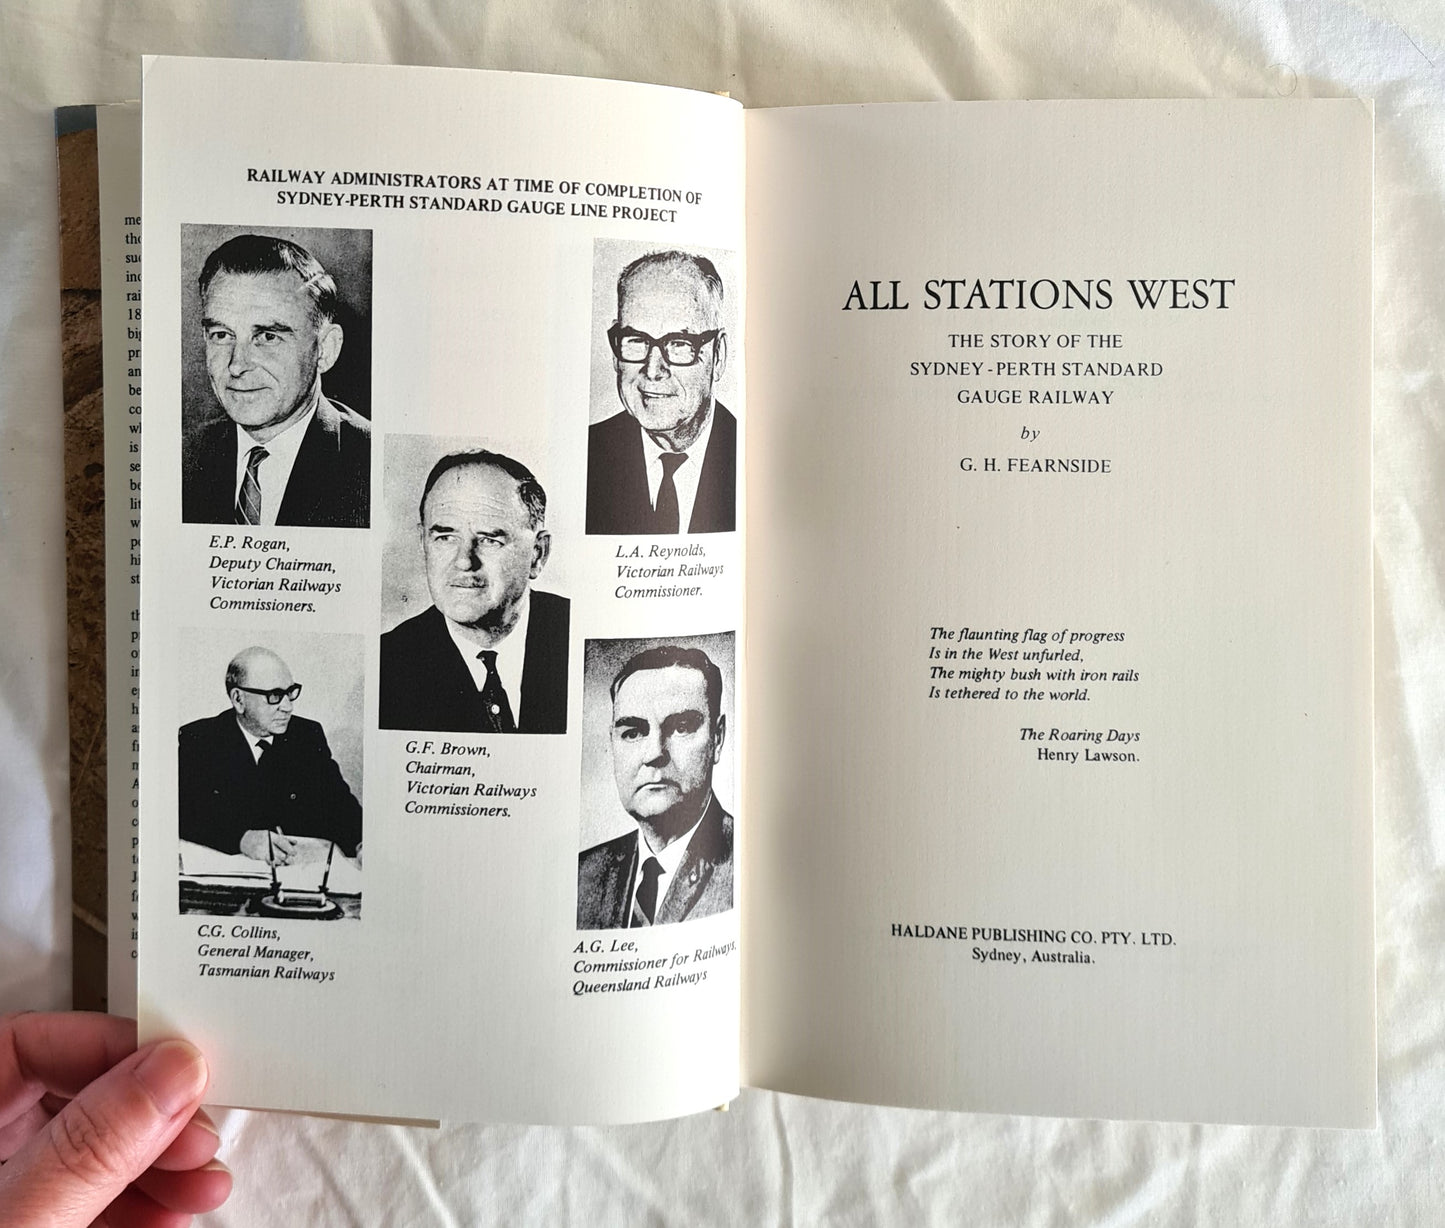 RAILWAY ADMINISTRATORS AT TIME OF COMPLETION OF
SYDNEY-PERTH STANDARD GAUGE LINE PROJECT
E.P. Rogan,
Deputy Chairman,
Victorian Railways
Commissioners.
L.A. Reynolds,
Victorian Railways
Commissioner.
G.F. Brown,
Chairman,
Victorian Railways
Commissioners.
C.G. Collins,
General Manager,
Tasmanian Railways
A.G. Lee,
Commissioner for Railways,
Queensland Railways
ALL STATIONS WEST
THE STORY OF THE
SYDNEY-PERTH STANDARD
GAUGE RAILWAY
by
G. H. FEARNSIDE
The flaunting flag of progress
Is in the West unfurled,
The mighty bush with iron rails
Is tethered to the world.
The Roaring Days
Henry Lawson.
HALDANE PUBLISHING CO. PTY. LTD.
Sydney, Australia.